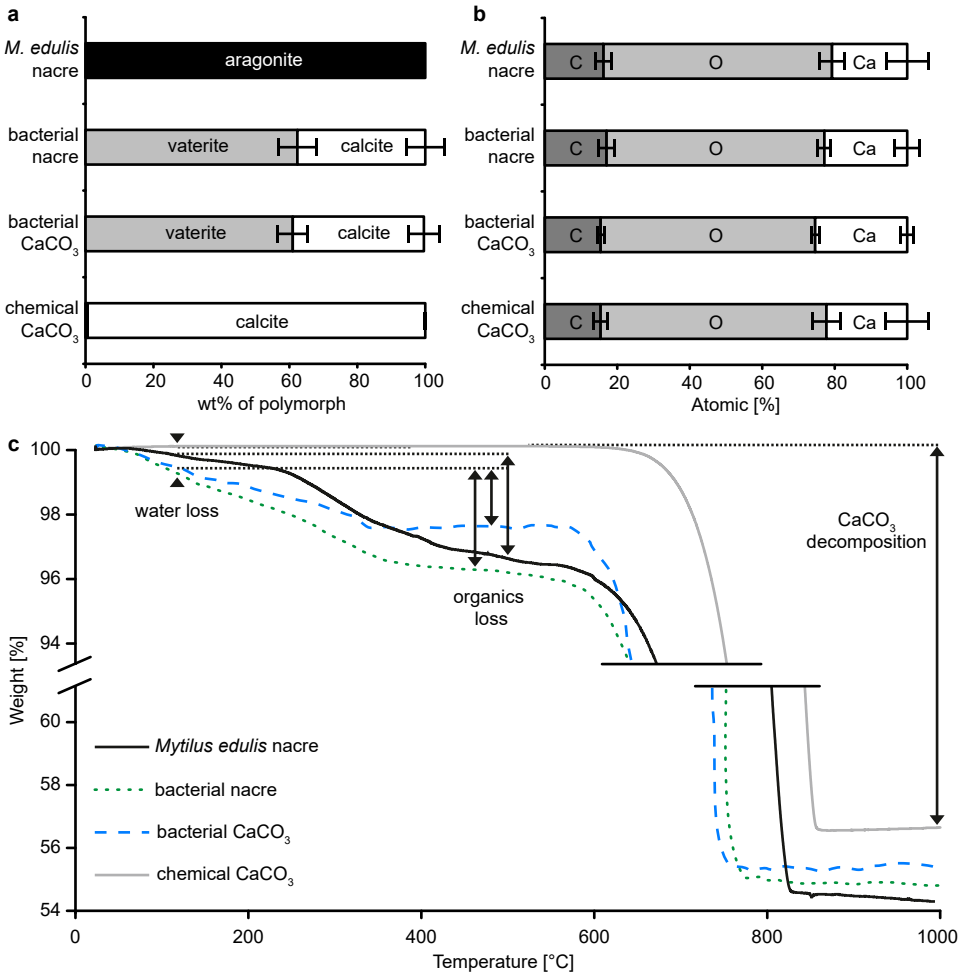 a
M. edulis
nacre
aragonite
bacterial
nacre
vaterite
calcite
bacterial
CaCO₃
vaterite
calcite
chemical
CaCO₃
calcite
0
20
40
60
80
100
wt% of polymorph
b
M. edulis
nacre
C
O
Ca
bacterial
nacre
C
O
Ca
bacterial
CaCO₃
C
O
Ca
chemical
CaCO₃
C
O
Ca
0
20
40
60
80
100
Atomic [%]
c
100
98
96
94
60
58
56
54
Weight [%]
water loss
organics
loss
CaCO₃
decomposition
Mytilus edulis nacre
bacterial nacre
bacterial CaCO₃
chemical CaCO₃
0
200
400
600
800
1000
Temperature [°C]